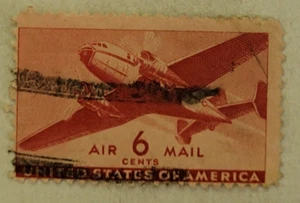 AIR 6 MAIL
CENTS
UNITED STATES OF AMERICA